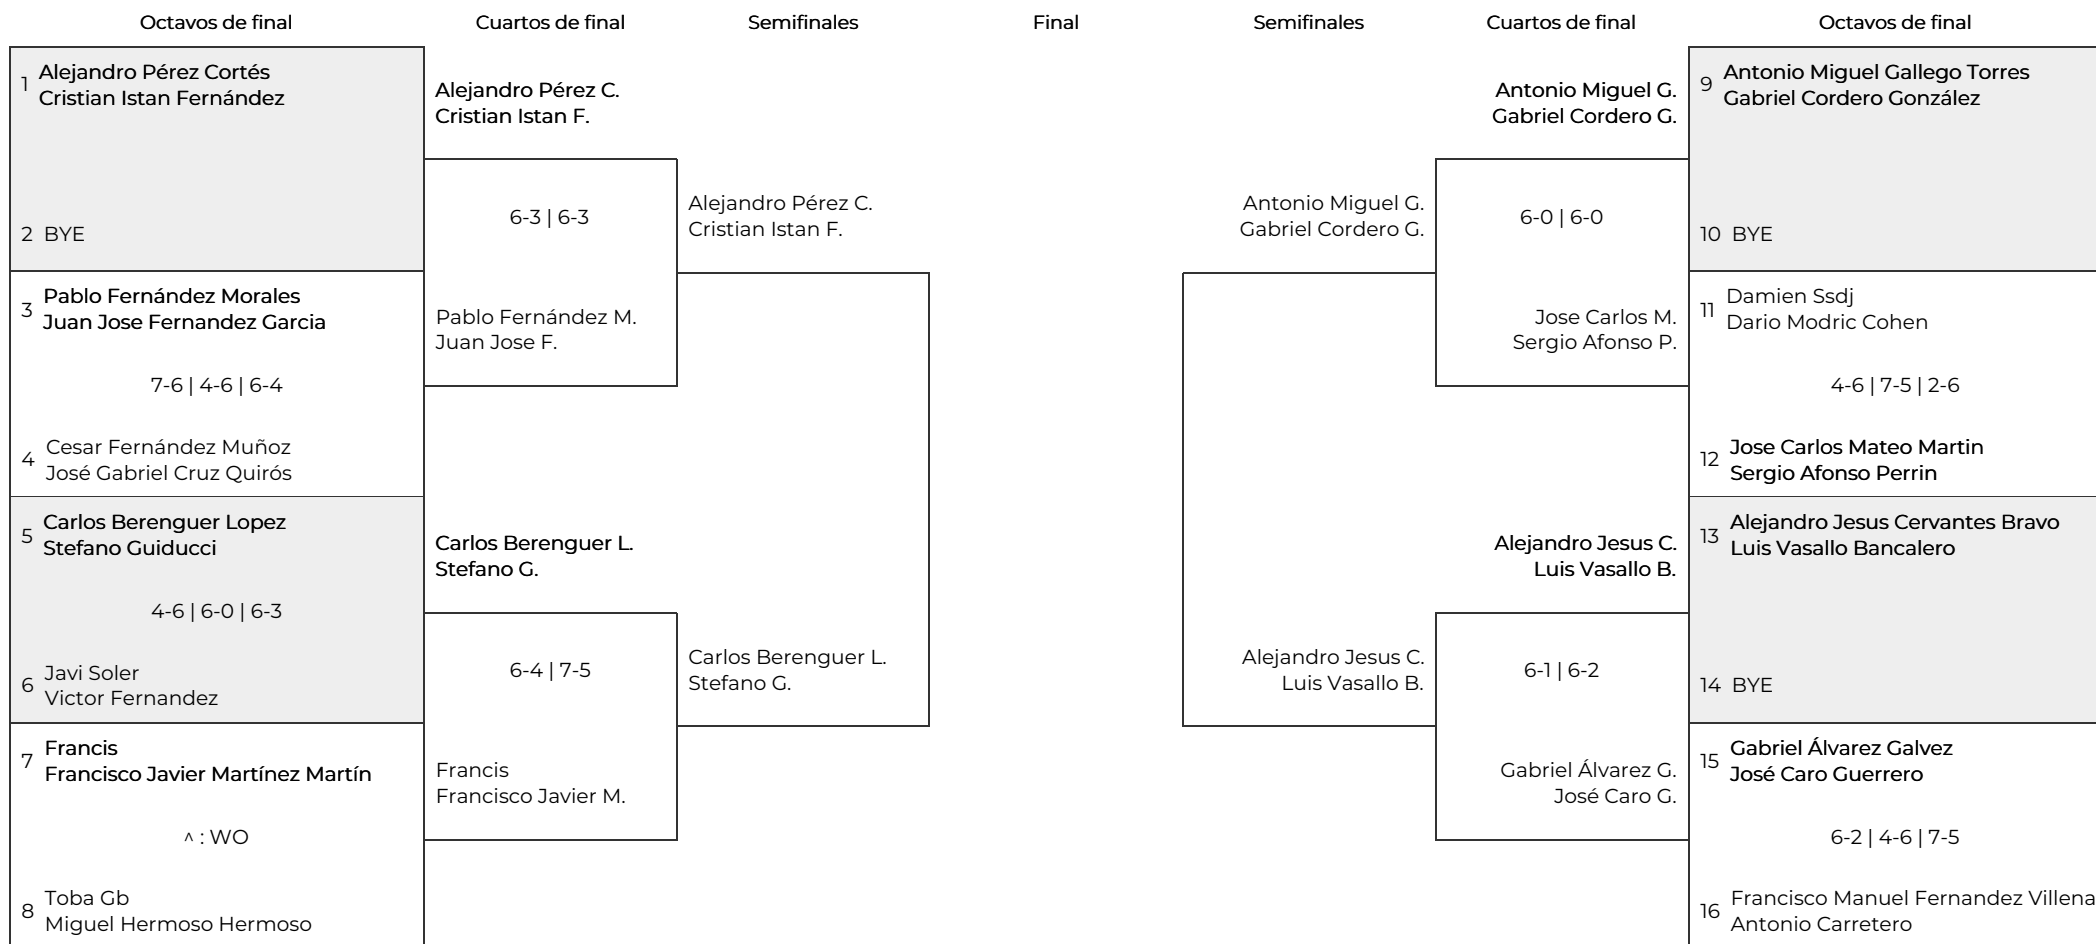 Octavos de final
Cuartos de final
Semifinales
Final
Semifinales
Cuartos de final
Octavos de final
1
Alejandro Pérez Cortés
Cristian Istan Fernández
2 BYE
3
Pablo Fernández Morales
Juan Jose Fernandez Garcia
7-6 | 4-6 | 6-4
4
Cesar Fernández Muñoz
José Gabriel Cruz Quirós
5
Carlos Berenguer Lopez
Stefano Guiducci
4-6 | 6-0 | 6-3
6
Javi Soler
Victor Fernandez
7
Francis
Francisco Javier Martínez Martín
^ : WO
8
Toba Gb
Miguel Hermoso Hermoso
Alejandro Pérez C.
Cristian Istan F.
6-3 | 6-3
Pablo Fernández M.
Juan Jose F.
Carlos Berenguer L.
Stefano G.
6-4 | 7-5
Francis
Francisco Javier M.
Alejandro Pérez C.
Cristian Istan F.
Carlos Berenguer L.
Stefano G.
Antonio Miguel G.
Gabriel Cordero G.
Alejandro Jesus C.
Luis Vasallo B.
Antonio Miguel G.
Gabriel Cordero G.
6-0 | 6-0
Jose Carlos M.
Sergio Afonso P.
Alejandro Jesus C.
Luis Vasallo B.
6-1 | 6-2
Gabriel Álvarez G.
José Caro G.
9
Antonio Miguel Gallego Torres
Gabriel Cordero González
10 BYE
11
Damien Ssdj
Dario Modric Cohen
4-6 | 7-5 | 2-6
12
Jose Carlos Mateo Martin
Sergio Afonso Perrin
13
Alejandro Jesus Cervantes Bravo
Luis Vasallo Bancalero
14 BYE
15
Gabriel Álvarez Galvez
José Caro Guerrero
6-2 | 4-6 | 7-5
16
Francisco Manuel Fernandez Villena
Antonio Carretero